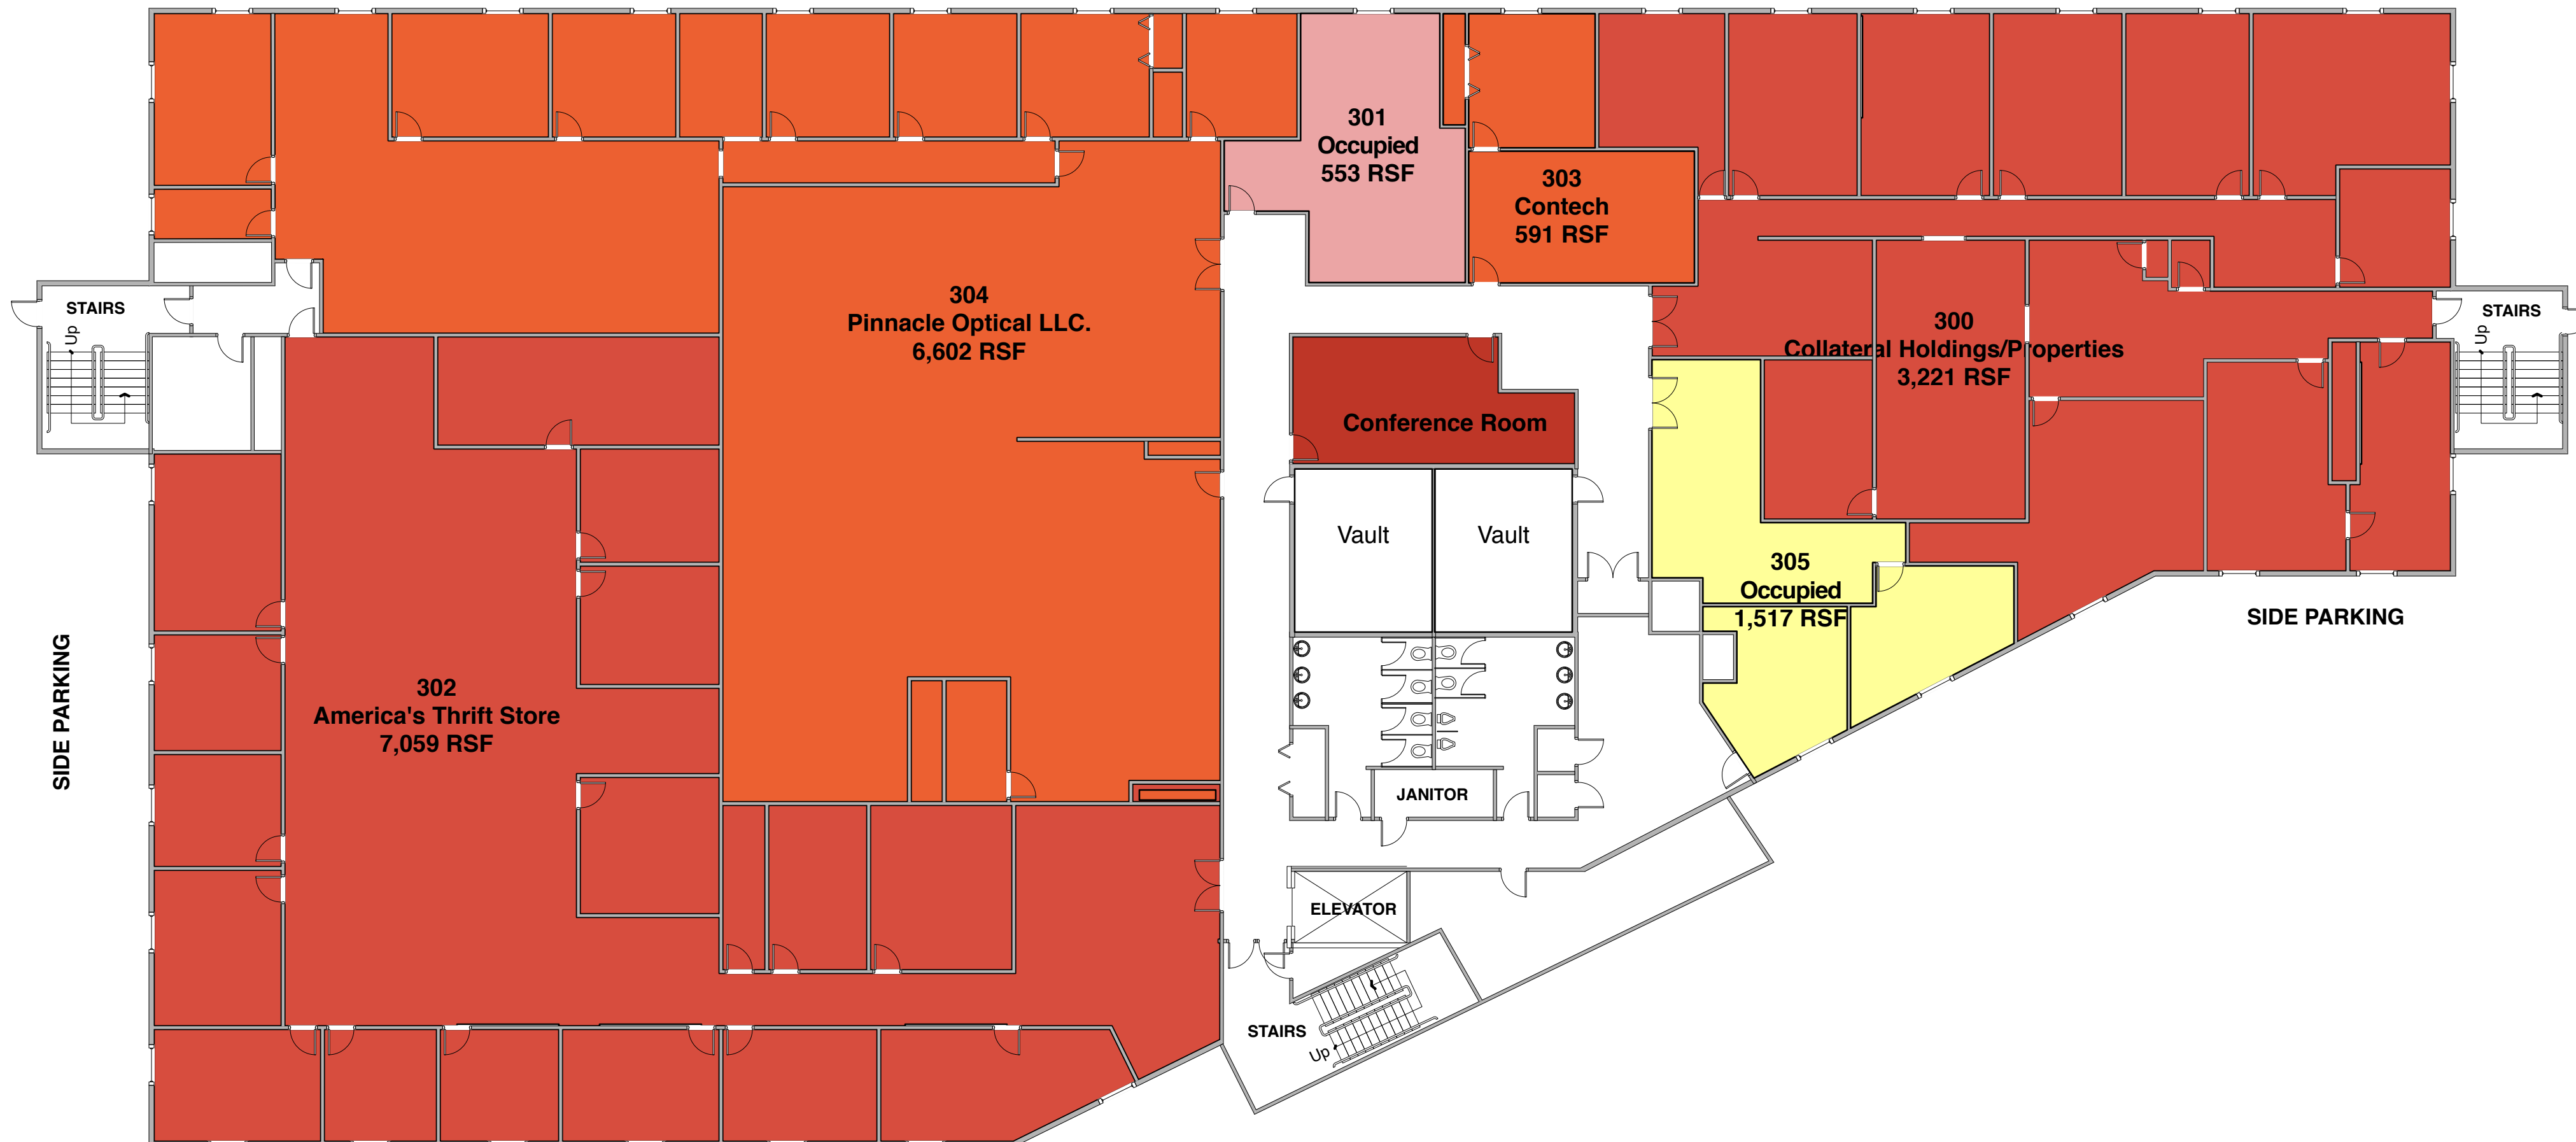 301
Occupied
553 RSF
303
Contech
591 RSF
304
Pinnacle Optical LLC.
6,602 RSF
STAIRS
Up
STAIRS
Up
300
Collateral Holdings/Properties
3,221 RSF
Conference Room
Vault
Vault
305
Occupied
1,517 RSF
SIDE PARKING
SIDE PARKING
302
America's Thrift Store
7,059 RSF
JANITOR
ELEVATOR
STAIRS
Up